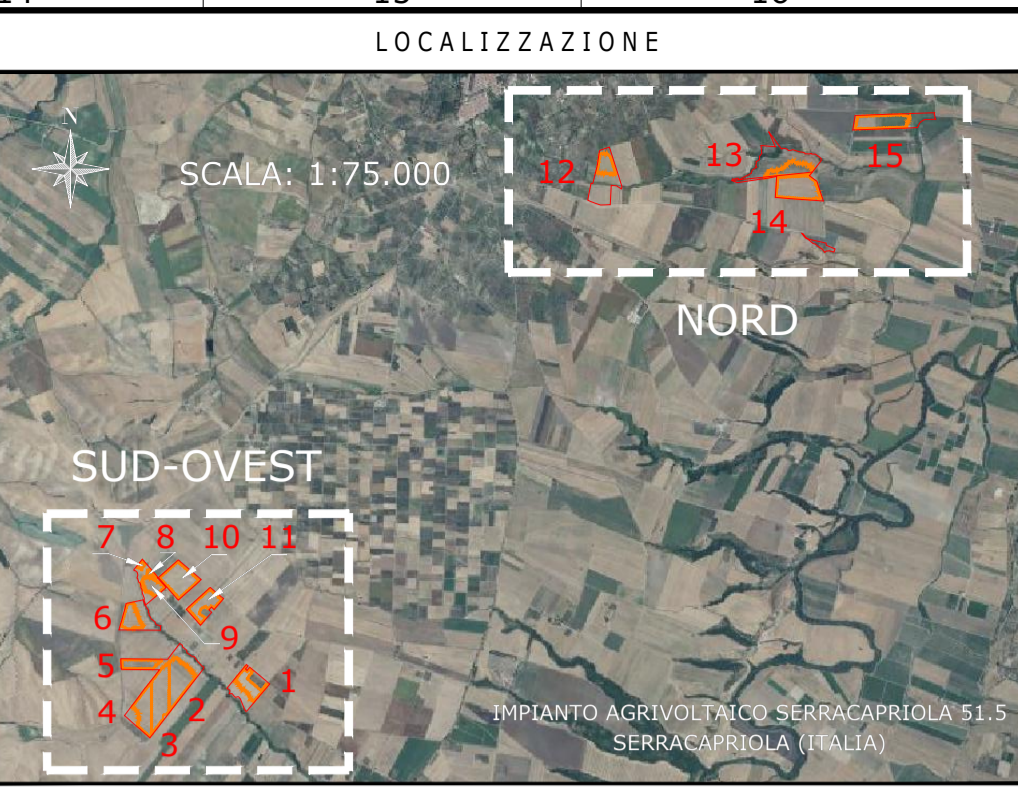 LOCALIZZAZIONE
N
SCALA: 1:75.000
12
13
14
15
NORD
SUD-OVEST
7 8 10 11
6
9
5
4
3
2
1
IMPIANTO AGRIVOLTAICO SERRACAPRIOLA 51.5
SERRACAPRIOLA (ITALIA)